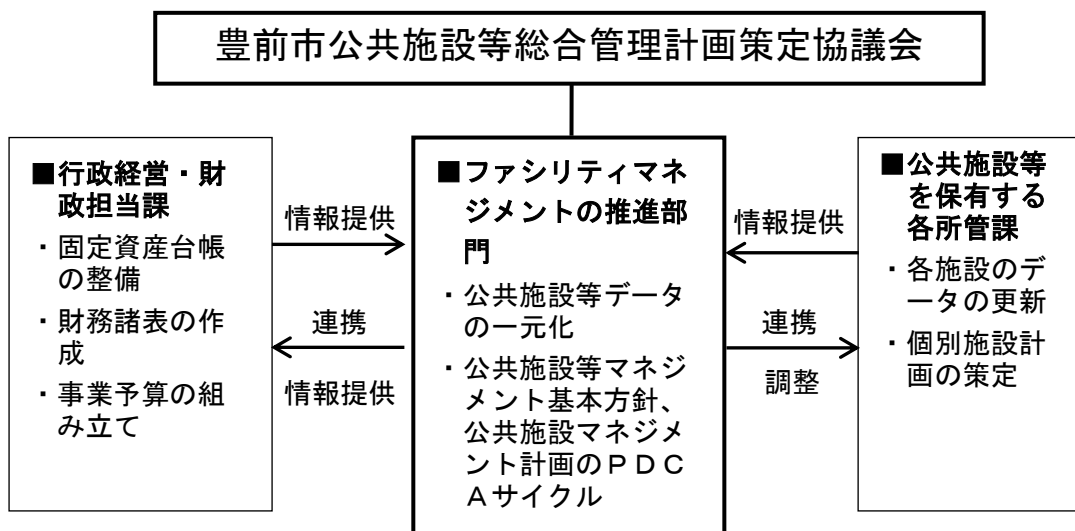 豊前市公共施設等総合管理計画策定協議会
■行政経営・財
政担当課
・固定資産台帳
の整備
・財務諸表の作
成
・事業予算の組
み立て
情報提供
連携
情報提供
■ファシリティマネ
ジメントの推進部
門
・公共施設等データ
の一元化
・公共施設等マネジ
メント基本方針、
公共施設マネジメ
ント計画のＰＤＣ
Ａサイクル
情報提供
連携
調整
■公共施設等
を保有する
各所管課
・各施設のデ
ータの更新
・個別施設計
画の策定